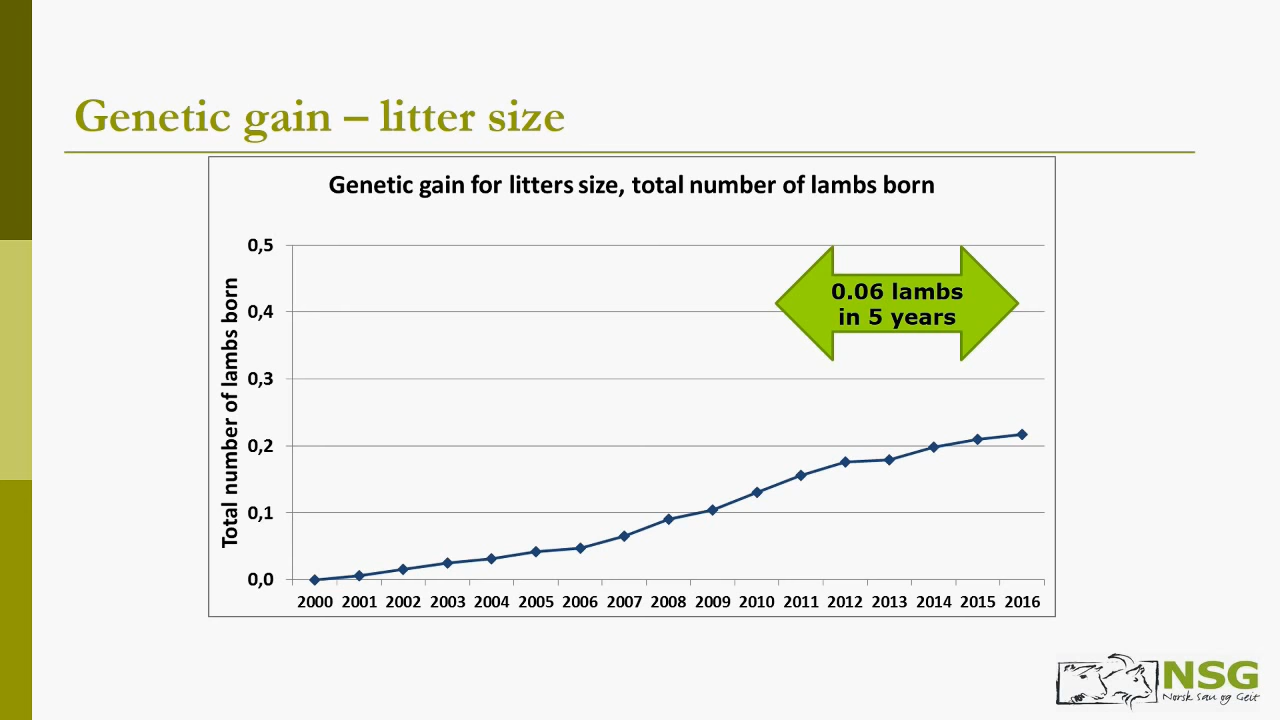 Genetic gain – litter size
Genetic gain for litters size, total number of lambs born
Total number of lambs born
0,5
0,4
0,3
0,2
0,1
0,0
0.06 lambs
in 5 years
2000 2001 2002 2003 2004 2005 2006 2007 2008 2009 2010 2011 2012 2013 2014 2015 2016
NSG
Norsk Sau og Geit